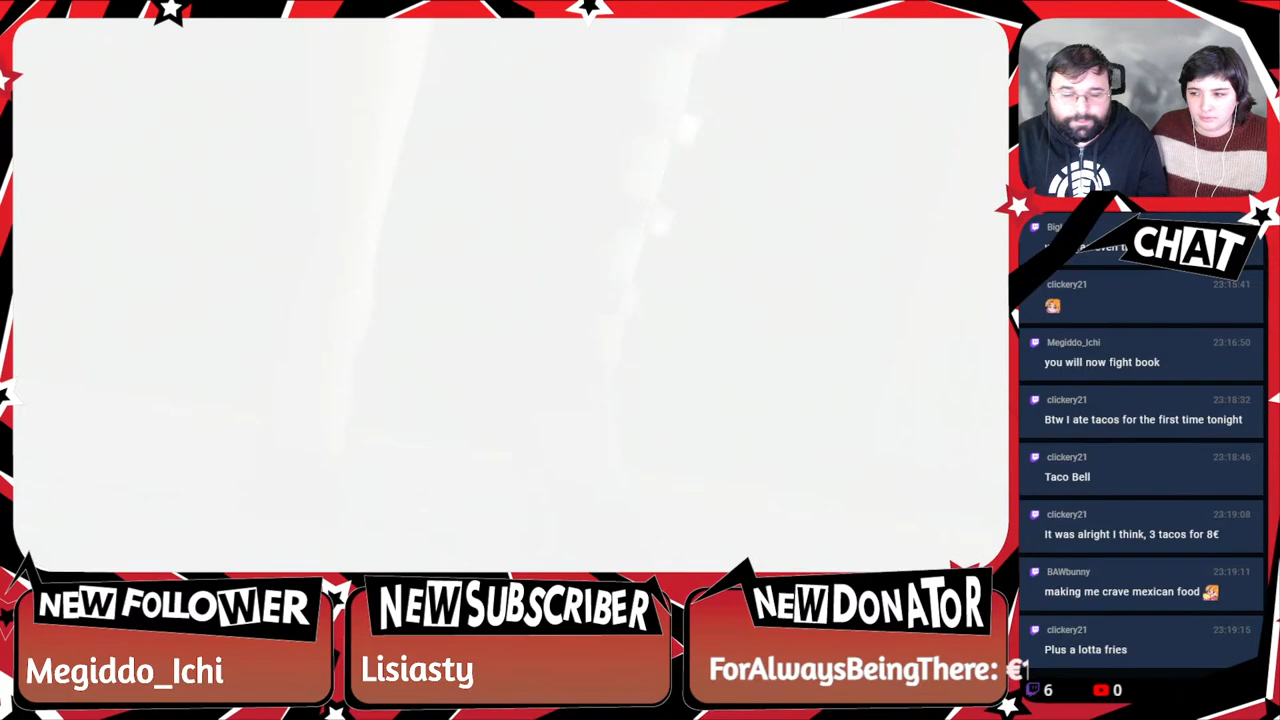 CHAT
clickery21 23:15:41
Megiddo_Ichi 23:16:50
you will now fight book
clickery21 23:18:32
Btw I ate tacos for the first time tonight
clickery21 23:18:46
Taco Bell
clickery21 23:19:08
It was alright I think, 3 tacos for 8€
BAWbunny 23:19:11
making me crave mexican food
clickery21 23:19:15
Plus a lotta fries
6 0
NEW FOLLOWER
Megiddo_Ichi
NEW SUBSCRIBER
Lisiasty
NEW DONATOR
ForAlwaysBeingThere: